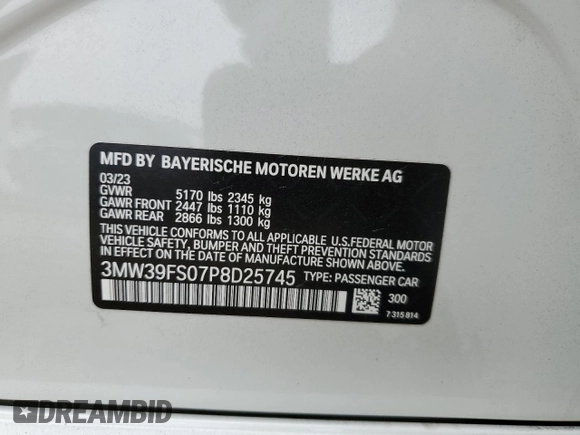 MFD BY BAYERISCHE MOTOREN WERKE AG
03/23
GVWR 5170 lbs 2345 kg
GAWR FRONT 2447 lbs 1110 kg
GAWR REAR 2866 lbs 1300 kg
THIS VEHICLE CONFORMS TO ALL APPLICABLE U.S.FEDERAL MOTOR
VEHICLE SAFETY, BUMPER AND THEFT PREVENTION STANDARDS
IN EFFECT ON THE DATE OF MANUFACTURE SHOWN ABOVE.
3MW39FS07P8D25745 TYPE: PASSENGER CAR
300
7 315 814
DREAMBID